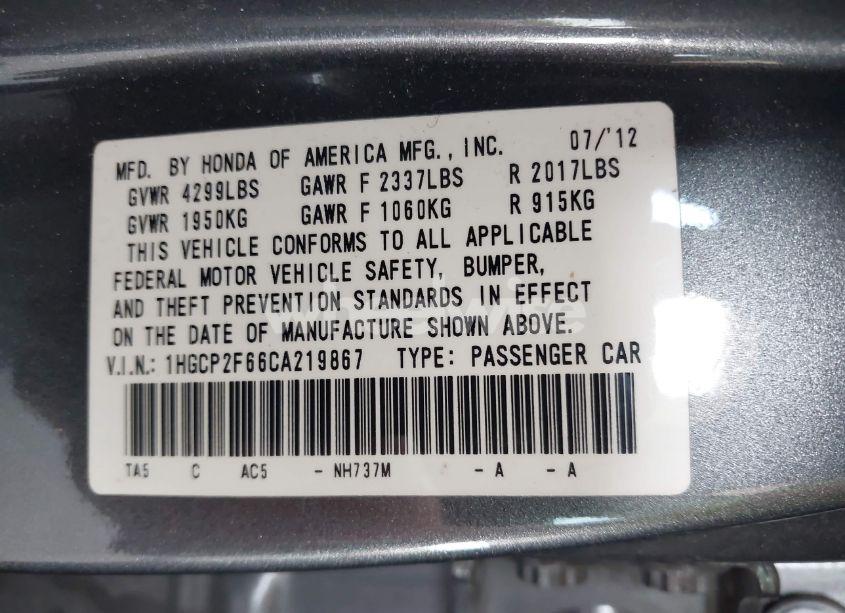 MFD. BY HONDA OF AMERICA MFG., INC. 07/'12
GVWR 4299LBS GAWR F 2337LBS R 2017LBS
GVWR 1950KG GAWR F 1060KG R 915KG
THIS VEHICLE CONFORMS TO ALL APPLICABLE
FEDERAL MOTOR VEHICLE SAFETY, BUMPER,
AND THEFT PREVENTION STANDARDS IN EFFECT
ON THE DATE OF MANUFACTURE SHOWN ABOVE.
V.I.N.: 1HGCP2F66CA219867 TYPE: PASSENGER CAR
TA5 C AC5 - NH737M - A - A